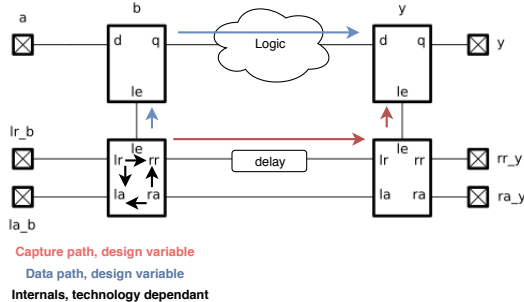 a
b
y
d q
Logic
d q
y
le
le
lr_b
le
lr rr
delay
le
lr rr
rr_y
la ra
la ra
ra_y
la_b
Capture path, design variable
Data path, design variable
Internals, technology dependant